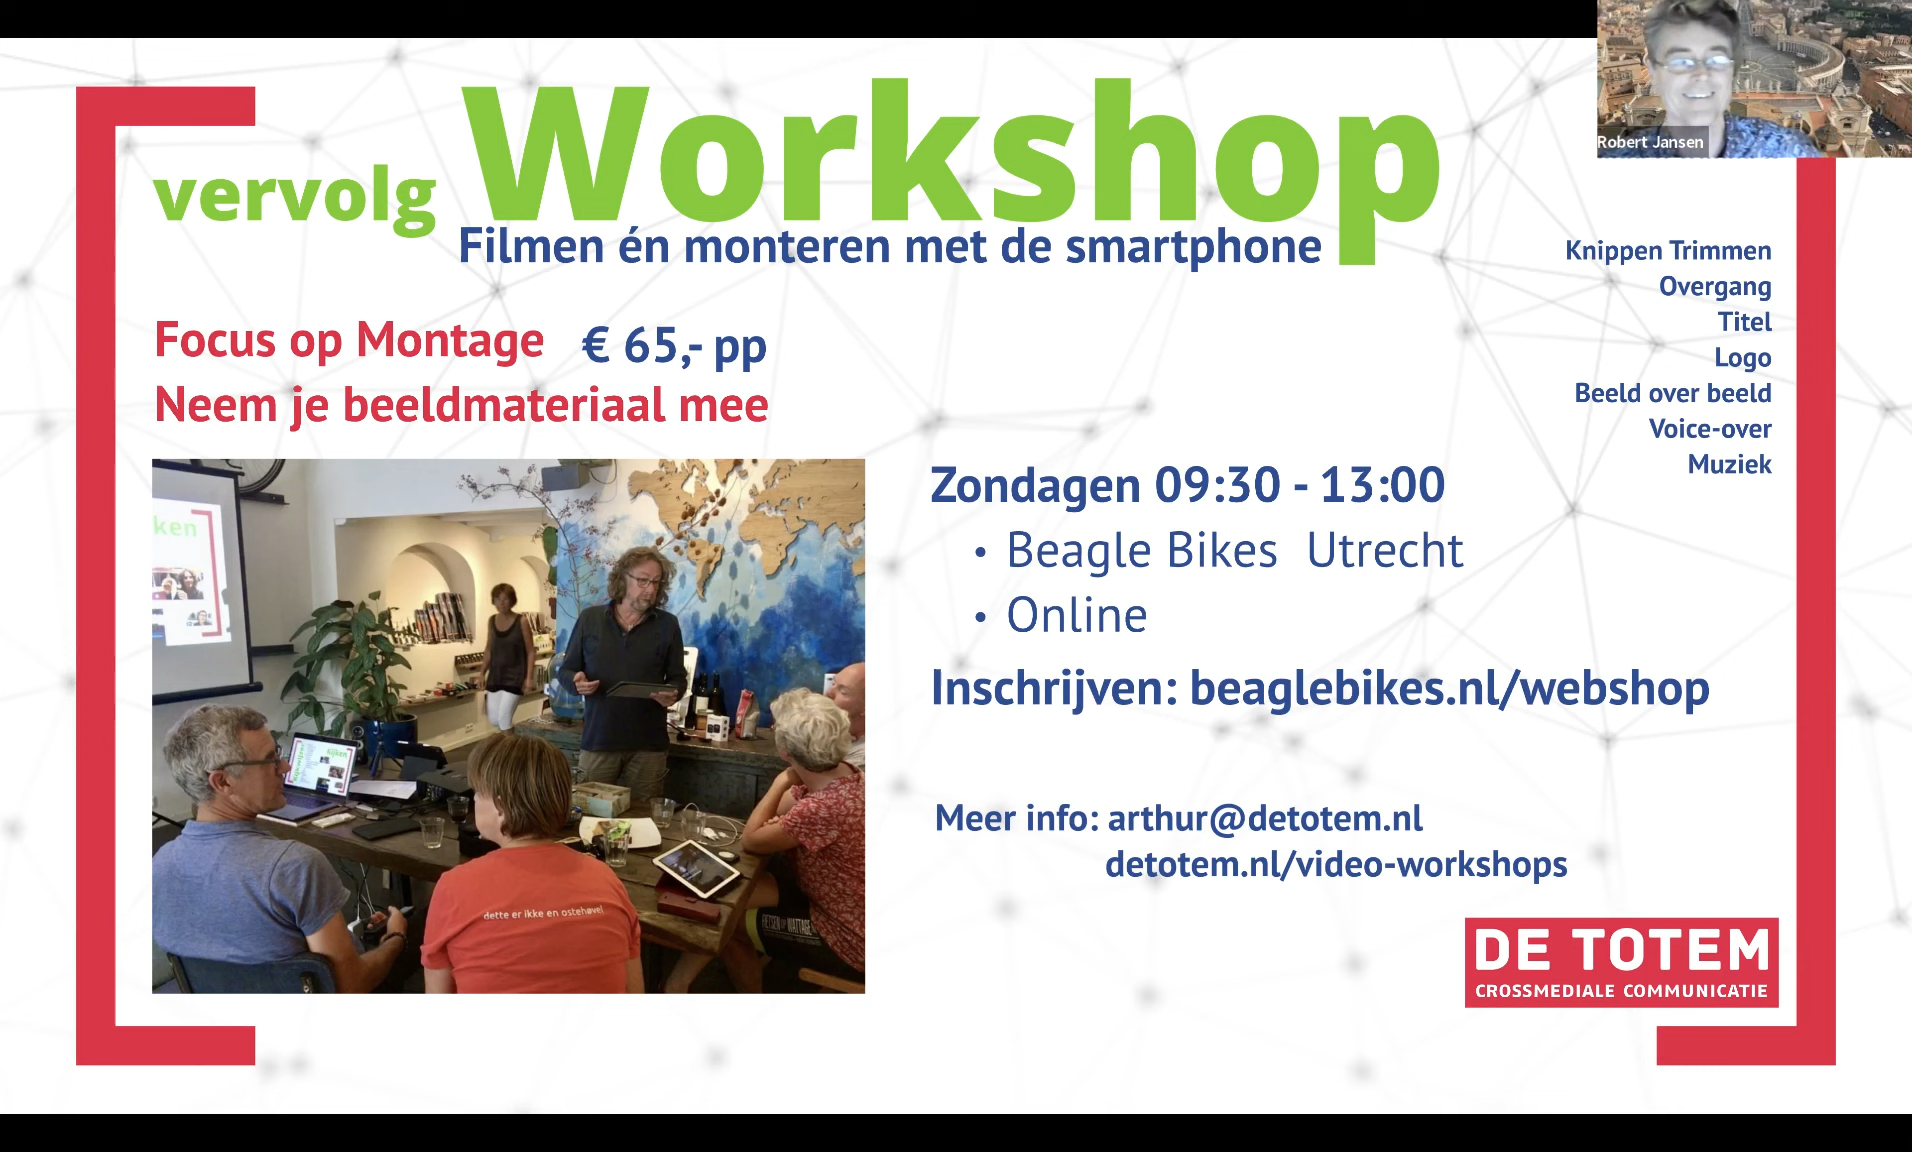 Robert Jansen
vervolg Workshop
Filmen én monteren met de smartphone
Knippen Trimmen
Overgang
Titel
Logo
Beeld over beeld
Voice-over
Muziek
Focus op Montage € 65,- pp
Neem je beeldmateriaal mee
Zondagen 09:30 - 13:00
• Beagle Bikes Utrecht
• Online
Inschrijven: beaglebikes.nl/webshop
Meer info: arthur@detotem.nl
detotem.nl/video-workshops
ken
dette er ikke en ostehøvel
DE TOTEM
CROSSMEDIALE COMMUNICATIE